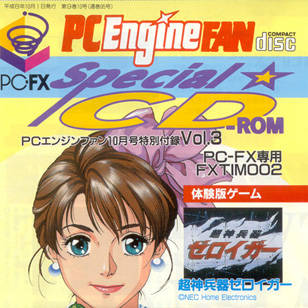 平成8年10月1日発行 第9巻10号(通巻95号)
PC Engine FAN
COMPACT
disc
PC-FX
Special
CD-ROM
PCエンジンファン10月号特別付録 Vol.3
PC-FX専用
FXTIM002
体験版ゲーム
超神兵器
ゼロイガー
超神兵器ゼロイガー
©NEC Home Electronics